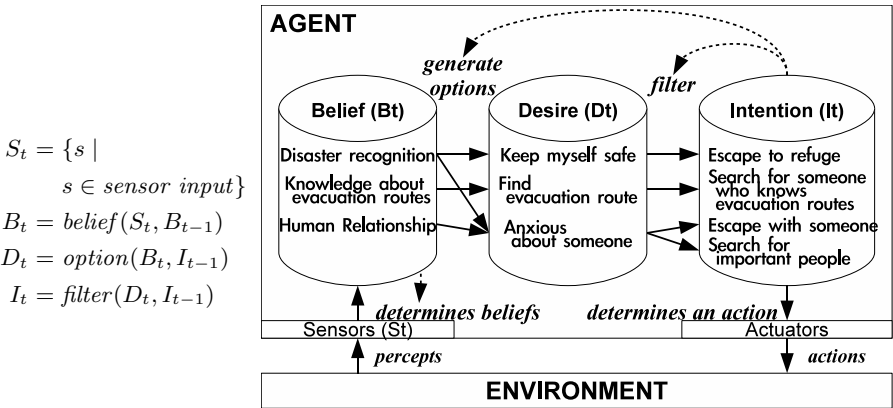 S_t = {s |
s ∈ sensor input}
B_t = belief(S_t, B_{t−1})
D_t = option(B_t, I_{t−1})
I_t = filter(D_t, I_{t−1})
AGENT
generate
options
filter
Belief (Bt)
Disaster recognition
Knowledge about
evacuation routes
Human Relationship
Desire (Dt)
Keep myself safe
Find
evacuation route
Anxious
about someone
Intention (It)
Escape to refuge
Search for someone
who knows
evacuation routes
Escape with someone
Search for
important people
determines beliefs
determines an action
Sensors (St)
Actuators
percepts
actions
ENVIRONMENT